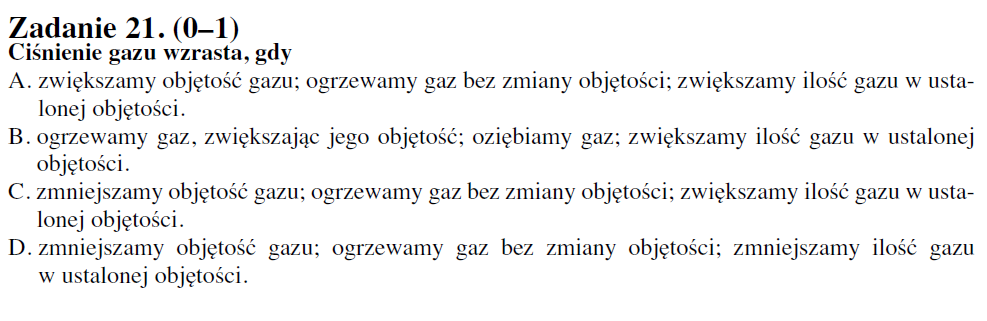 Zadanie 21. (0–1)
Ciśnienie gazu wzrasta, gdy
A. zwiększamy objętość gazu; ogrzewamy gaz bez zmiany objętości; zwiększamy ilość gazu w usta-
lonej objętości.
B. ogrzewamy gaz, zwiększając jego objętość; oziębiamy gaz; zwiększamy ilość gazu w ustalonej
objętości.
C. zmniejszamy objętość gazu; ogrzewamy gaz bez zmiany objętości; zwiększamy ilość gazu w usta-
lonej objętości.
D. zmniejszamy objętość gazu; ogrzewamy gaz bez zmiany objętości; zmniejszamy ilość gazu
w ustalonej objętości.